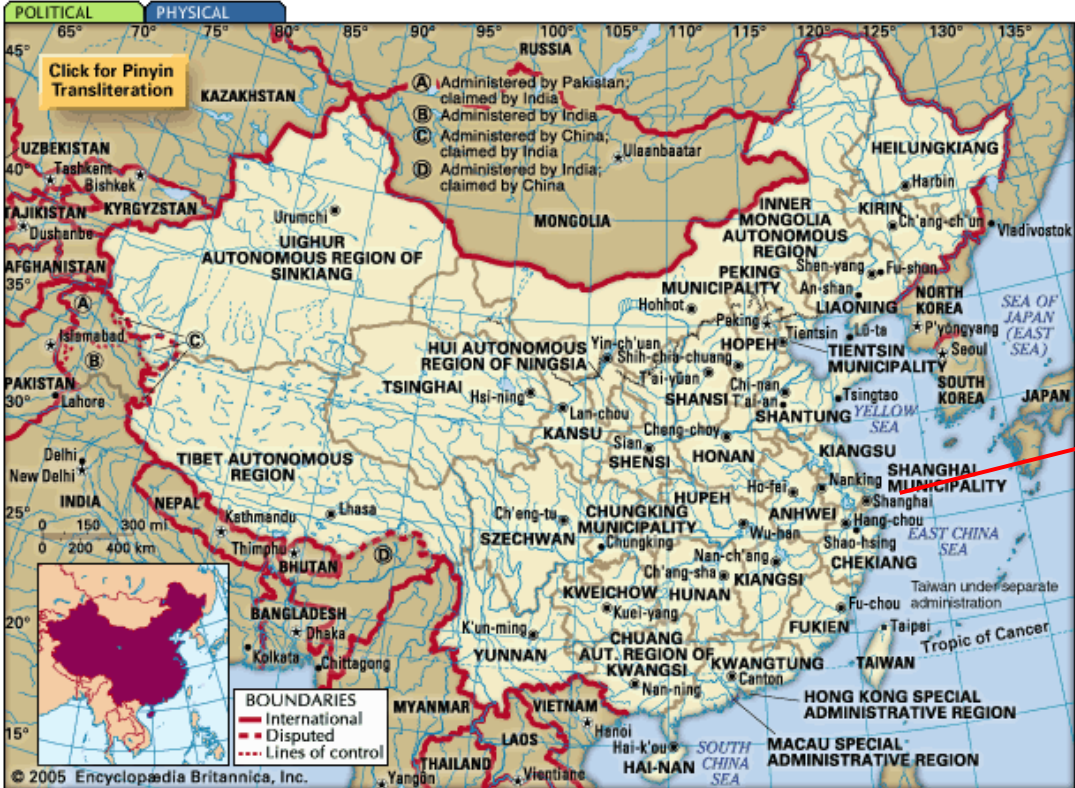 POLITICAL
PHYSICAL
65° 70° 75° 80° 85° 90° 95° 100° 105° 110° 115° 120° 125° 130° 135°
45°
RUSSIA
Click for Pinyin
Transliteration
KAZAKHSTAN
A Administered by Pakistan;
claimed by India
B Administered by India
C Administered by China;
claimed by India
D Administered by India;
claimed by China
UZBEKISTAN
Tashkent
Bishkek
40°
Ulaanbaatar
HEILUNGKIANG
Harbin
TAJIKISTAN
KYRGYZSTAN
Dushanbe
Urumchi
MONGOLIA
INNER
MONGOLIA
AUTONOMOUS
REGION
KIRIN
Ch'ang-ch'un
Vladivostok
UIGHUR
AUTONOMOUS REGION OF
SINKIANG
AFGHANISTAN
35°
PEKING
MUNICIPALITY
Shen-yang
Fu-shun
An-shan
LIAONING
NORTH
KOREA
SEA OF
JAPAN
(EAST
SEA)
A
Hohhot
Peking
Tientsin
Lü-ta
P'yŏngyang
Seoul
Islamabad
B
C
HUI AUTONOMOUS
REGION OF NINGSIA
Yin-ch'uan
Shih-chia-chuang
HOPEH
TIENTSIN
MUNICIPALITY
T'ai-yüan
PAKISTAN
Lahore
30°
TSINGHAI
Hsi-ning
Lan-chou
KANSU
SHANSI
Chi-nan
T'ai-an
SHANTUNG
Tsingtao
YELLOW
SEA
SOUTH
KOREA
JAPAN
Cheng-choy
Sian
SHENSI
HONAN
KIANGSU
Delhi
New Delhi
TIBET AUTONOMOUS
REGION
SHANGHAI
MUNICIPALITY
Nanking
Shanghai
Ho-fei
INDIA
NEPAL
25°
Kathmandu
Lhasa
Ch'eng-tu
HUPEH
CHUNGKING
MUNICIPALITY
Chungking
ANHWEI
Wu-han
Hang-chou
Shao-hsing
EAST CHINA
SEA
0 150 300 mi
0 200 400 km
Thimphu
BHUTAN
D
SZECHWAN
Nan-ch'ang
Ch'ang-sha
KIANGSI
CHEKIANG
KWEICHOW
HUNAN
Kuei-yang
Fu-chou
Taiwan under separate
administration
BANGLADESH
Dhaka
Kolkata
Chittagong
20°
K'un-ming
YUNNAN
CHUANG
AUT. REGION OF
KWANGSI
Nan-ning
FUKIEN
Taipei
Tropic of Cancer
TAIWAN
KWANGTUNG
Canton
HONG KONG SPECIAL
ADMINISTRATIVE REGION
BOUNDARIES
International
Disputed
Lines of control
MYANMAR
VIETNAM
Hanoi
LAOS
15°
Hai-k'ou
HAI-NAN
SOUTH
CHINA
SEA
MACAU SPECIAL
ADMINISTRATIVE REGION
THAILAND
Yangôn
Vientiane
© 2005 Encyclopædia Britannica, Inc.